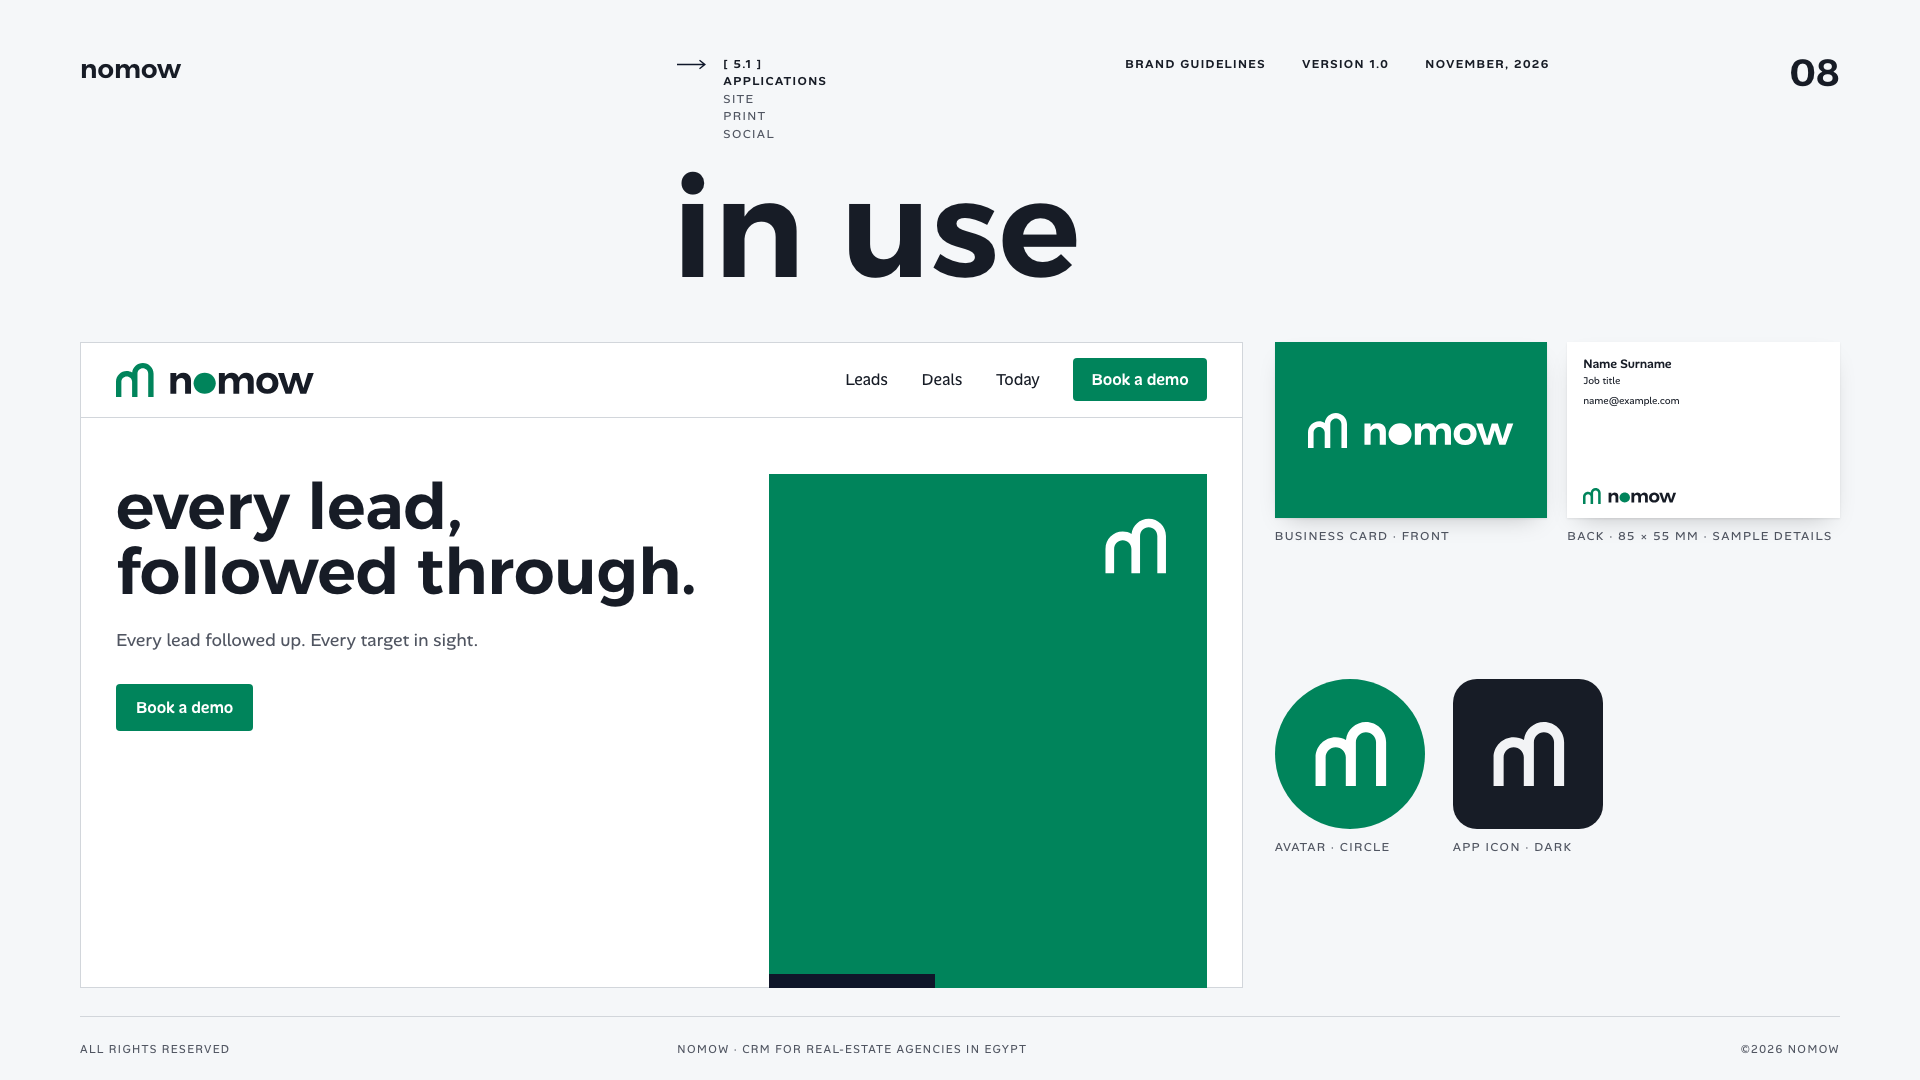 nomow
[ 5.1 ]
APPLICATIONS
SITE
PRINT
SOCIAL
BRAND GUIDELINES
VERSION 1.0
NOVEMBER, 2026
08
in use
nomow
Leads
Deals
Today
Book a demo
every lead,
followed through.
Every lead followed up. Every target in sight.
Book a demo
nomow
BUSINESS CARD · FRONT
Name Surname
Job title
name@example.com
nomow
BACK · 85 × 55 MM · SAMPLE DETAILS
AVATAR · CIRCLE
APP ICON · DARK
ALL RIGHTS RESERVED
NOMOW · CRM FOR REAL-ESTATE AGENCIES IN EGYPT
©2026 NOMOW